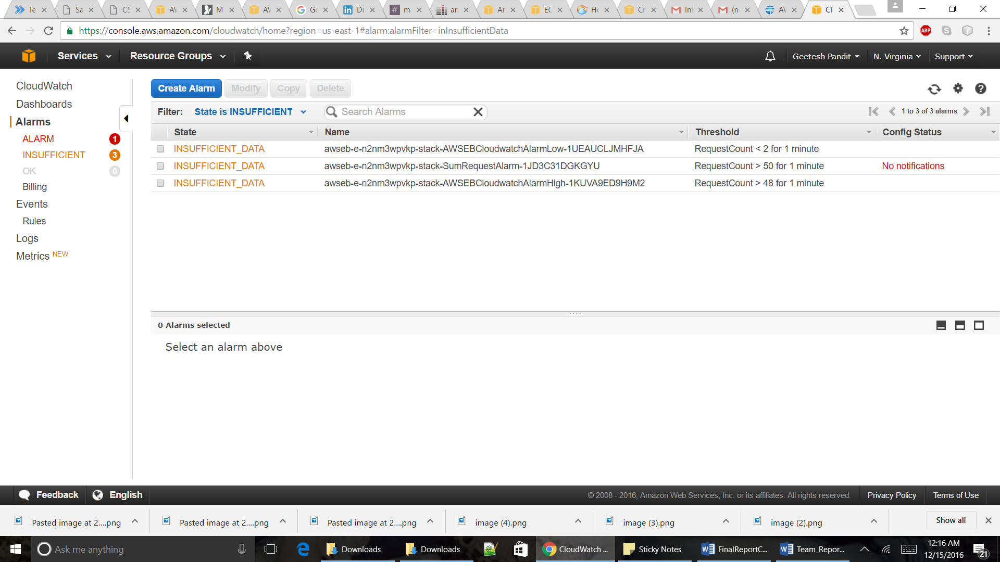 Te
Sa
CS
AV
M
AV
Gc
Di
m
an
Ar
EC
Hc
Cr
In
(n
AV
Cl
https://console.aws.amazon.com/cloudwatch/home?region=us-east-1#alarm:alarmFilter=inInsufficientData
ABP
Services
Resource Groups
Geetesh Pandit
N. Virginia
Support
CloudWatch
Dashboards
Alarms
ALARM 1
INSUFFICIENT 3
OK 0
Billing
Events
Rules
Logs
Metrics NEW
Create Alarm Modify Copy Delete
Filter: State is INSUFFICIENT Search Alarms 1 to 3 of 3 alarms
State Name Threshold Config Status
INSUFFICIENT_DATA awseb-e-n2nm3wpvkp-stack-AWSEBCloudwatchAlarmLow-1UEAUCLJMHFJA RequestCount < 2 for 1 minute
INSUFFICIENT_DATA awseb-e-n2nm3wpvkp-stack-SumRequestAlarm-1JD3C31DGKGYU RequestCount > 50 for 1 minute No notifications
INSUFFICIENT_DATA awseb-e-n2nm3wpvkp-stack-AWSEBCloudwatchAlarmHigh-1KUVA9ED9H9M2 RequestCount > 48 for 1 minute
0 Alarms selected
Select an alarm above
Feedback English © 2008 - 2016, Amazon Web Services, Inc. or its affiliates. All rights reserved. Privacy Policy Terms of Use
Pasted image at 2....png Pasted image at 2....png Pasted image at 2....png image (4).png image (3).png image (2).png Show all
Ask me anything Downloads Downloads CloudWatch ... Sticky Notes FinalReportC... Team_Repor... 12:16 AM
12/15/2016 21